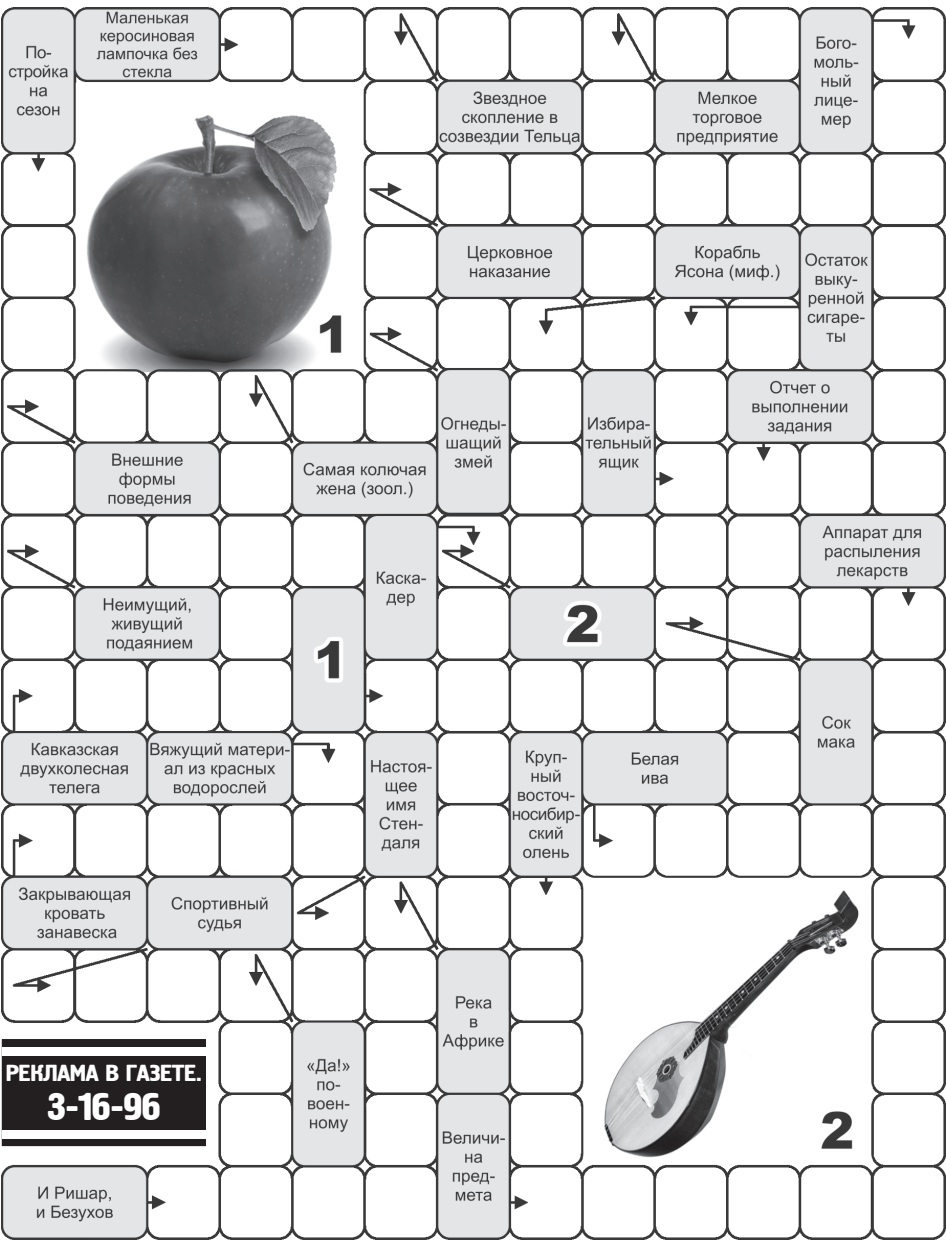 По-
стройка
на
сезон
Маленькая
керосиновая
лампочка без
стекла
Бого-
моль-
ный
лице-
мер
Звездное
скопление в
созвездии Тельца
Мелкое
торговое
предприятие
1
Церковное
наказание
Корабль
Ясона (миф.)
Остаток
выку-
ренной
сигаре-
ты
Огнеды-
шащий
змей
Избира-
тельный
ящик
Отчет о
выполнении
задания
Внешние
формы
поведения
Самая колючая
жена (зоол.)
Каска-
дер
Аппарат для
распыления
лекарств
Неимущий,
живущий
подаянием
1
2
Сок
мака
Кавказская
двухколесная
телега
Вяжущий матери-
ал из красных
водорослей
Настоя-
щее
имя
Стен-
даля
Круп-
ный
восточ-
носибир-
ский
олень
Белая
ива
Закрывающая
кровать
занавеска
Спортивный
судья
Река
в
Африке
«Да!»
по-
воен-
ному
РЕКЛАМА В ГАЗЕТЕ.
3-16-96
Величи-
на
пред-
мета
2
И Ришар,
и Безухов